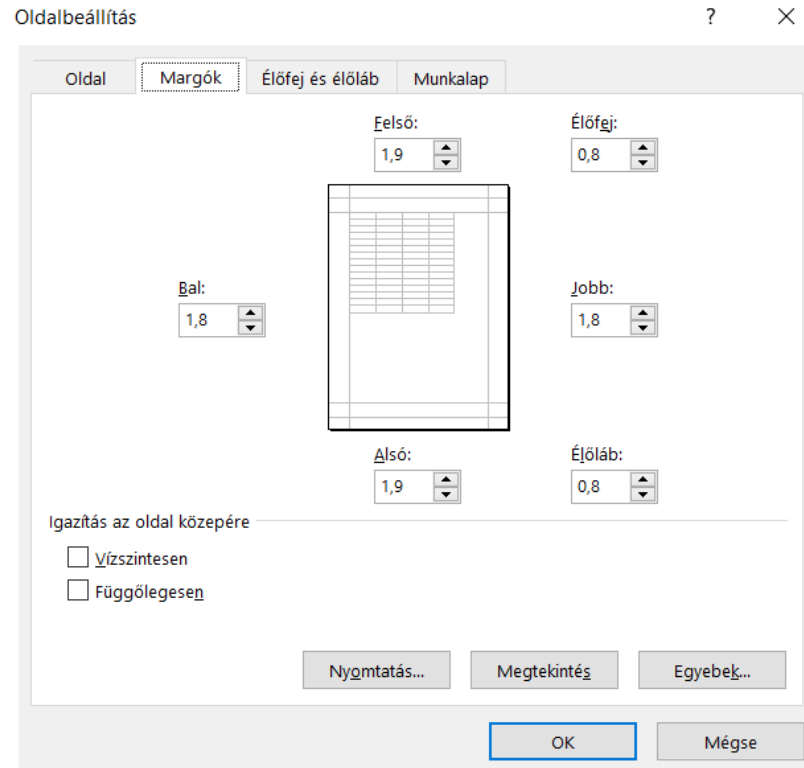 Oldalbeállítás ? ×
Oldal Margók Élőfej és élőláb Munkalap
Felső: Élőfej:
1,9 0,8
Bal: Jobb:
1,8 1,8
Alsó: Élőláb:
1,9 0,8
Igazítás az oldal közepére
Vízszintesen
Függőlegesen
Nyomtatás... Megtekintés Egyebek...
OK Mégse